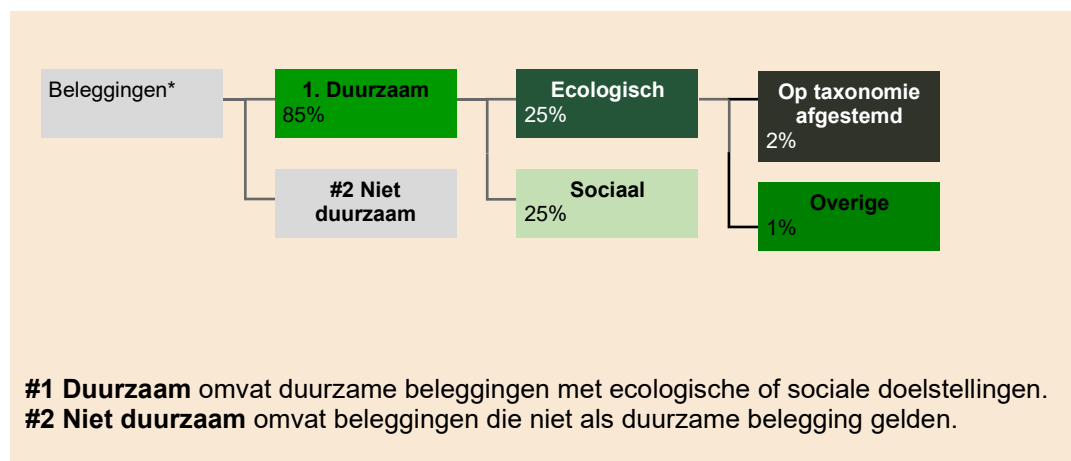 Beleggingen*
1. Duurzaam
85%
#2 Niet
duurzaam
Ecologisch
25%
Sociaal
25%
Op taxonomie
afgestemd
2%
Overige
1%
#1 Duurzaam omvat duurzame beleggingen met ecologische of sociale doelstellingen.
#2 Niet duurzaam omvat beleggingen die niet als duurzame belegging gelden.